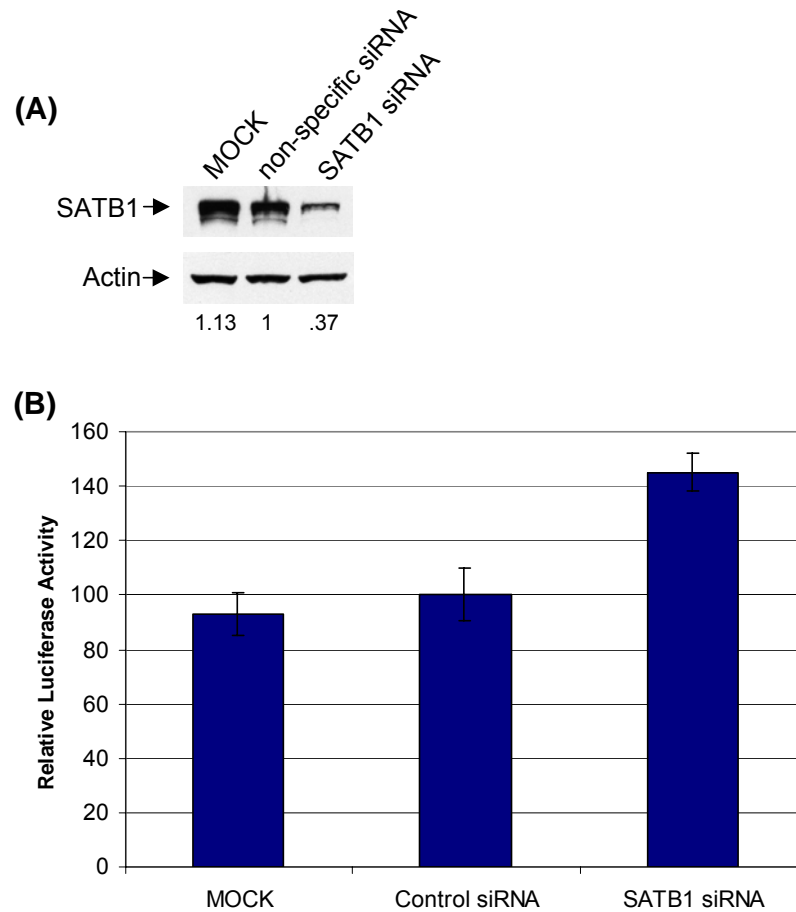 (A)
MOCK
non-specific siRNA
SATB1 siRNA
SATB1
Actin
1.13 1 .37
(B)
160
140
120
100
80
60
40
20
0
Relative Luciferase Activity
MOCK Control siRNA SATB1 siRNA